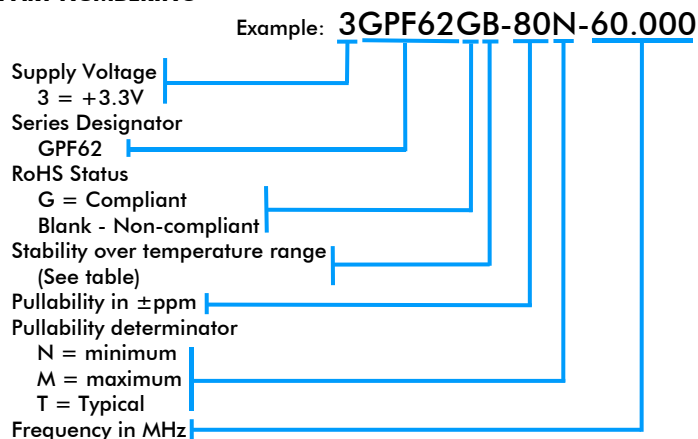 Example: 3GPF62GB-80N-60.000
Supply Voltage
3 = +3.3V
Series Designator
GPF62
RoHS Status
G = Compliant
Blank - Non-compliant
Stability over temperature range
(See table)
Pullability in ±ppm
Pullability determinator
N = minimum
M = maximum
T = Typical
Frequency in MHz